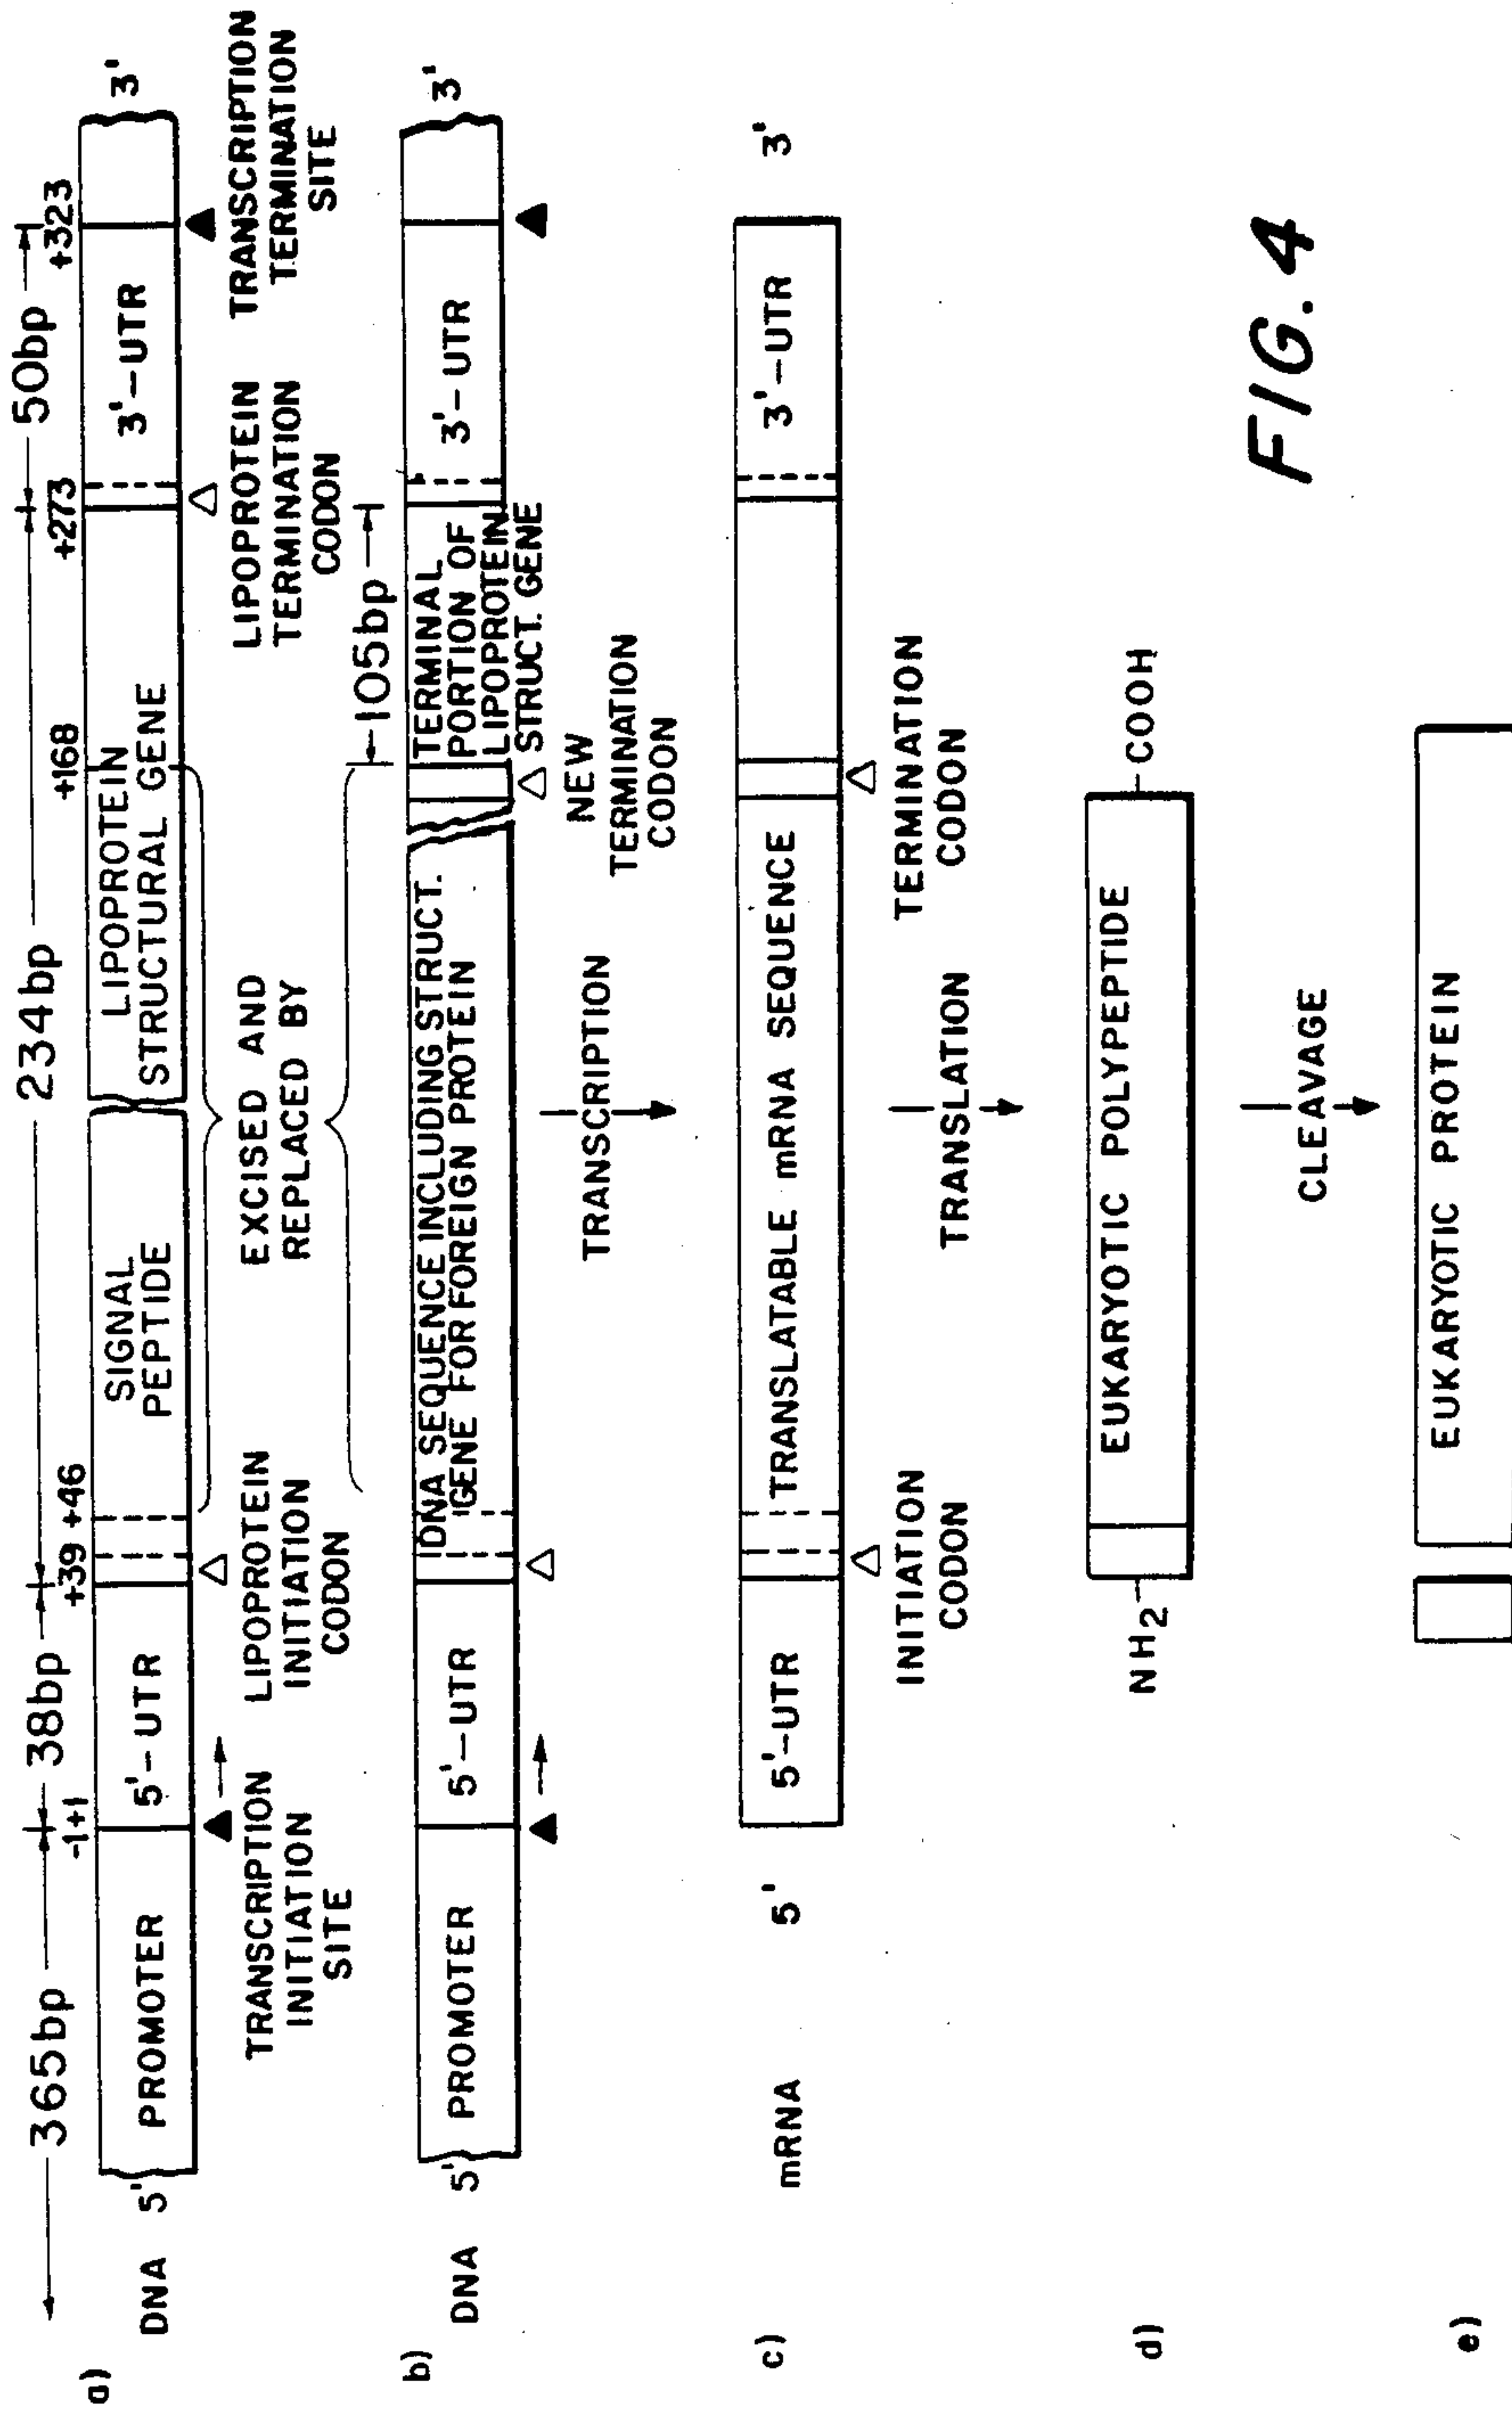 365bp 38bp 234bp 50bp
-1+1 +39 +46 +168 +273 +323
a) DNA 5' PROMOTER 5'-UTR SIGNAL PEPTIDE LIPOPROTEIN STRUCTURAL GENE 3'-UTR 3'
TRANSCRIPTION INITIATION SITE
LIPOPROTEIN INITIATION CODON
EXCISED AND
REPLACED BY
LIPOPROTEIN TERMINATION CODON
TRANSCRIPTION TERMINATION SITE
105bp
b) DNA 5' PROMOTER 5'-UTR
DNA SEQUENCE INCLUDING STRUCT.
GENE FOR FOREIGN PROTEIN
TERMINAL
PORTION OF
LIPOPROTEIN
STRUCT. GENE
3'-UTR 3'
NEW
TERMINATION
CODON
TRANSCRIPTION
c) mRNA 5' 5'-UTR TRANSLATABLE mRNA SEQUENCE 3'-UTR 3'
INITIATION
CODON
TERMINATION
CODON
TRANSLATION
d) NH2 EUKARYOTIC POLYPEPTIDE COOH
CLEAVAGE
e) EUKARYOTIC PROTEIN
FIG. 4